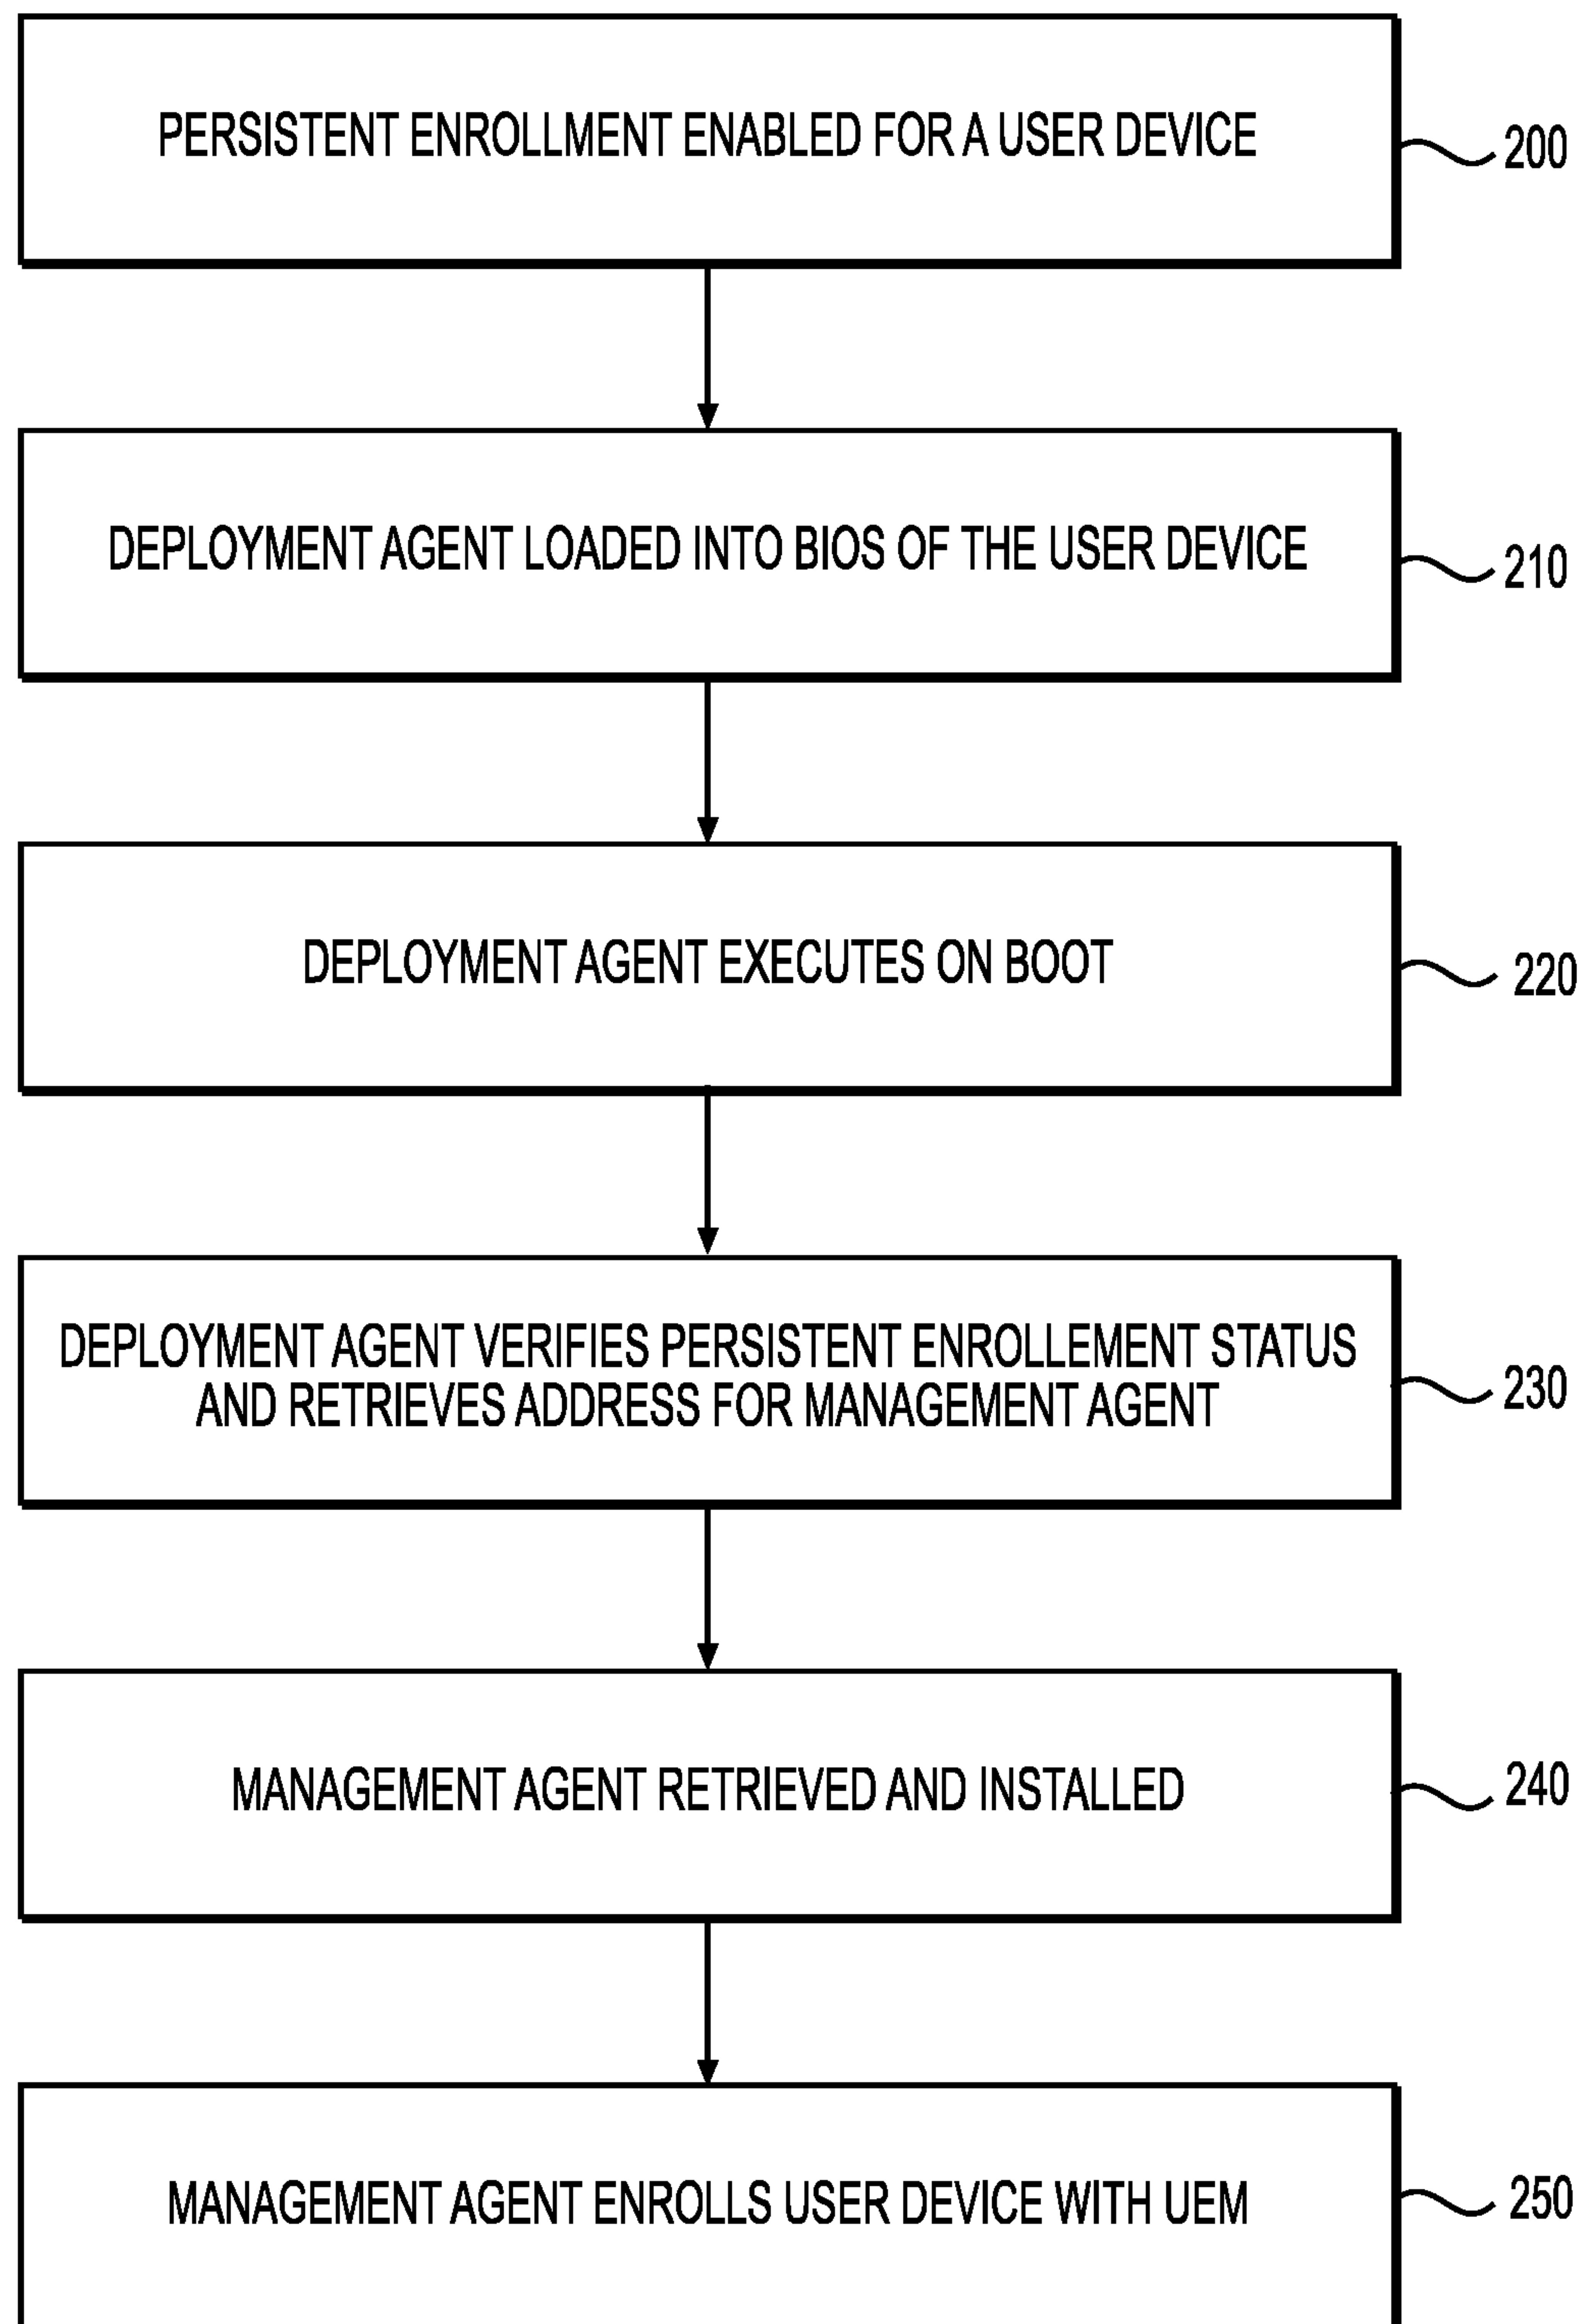 PERSISTENT ENROLLMENT ENABLED FOR A USER DEVICE
200
DEPLOYMENT AGENT LOADED INTO BIOS OF THE USER DEVICE
210
DEPLOYMENT AGENT EXECUTES ON BOOT
220
DEPLOYMENT AGENT VERIFIES PERSISTENT ENROLLEMENT STATUS
AND RETRIEVES ADDRESS FOR MANAGEMENT AGENT
230
MANAGEMENT AGENT RETRIEVED AND INSTALLED
240
MANAGEMENT AGENT ENROLLS USER DEVICE WITH UEM
250